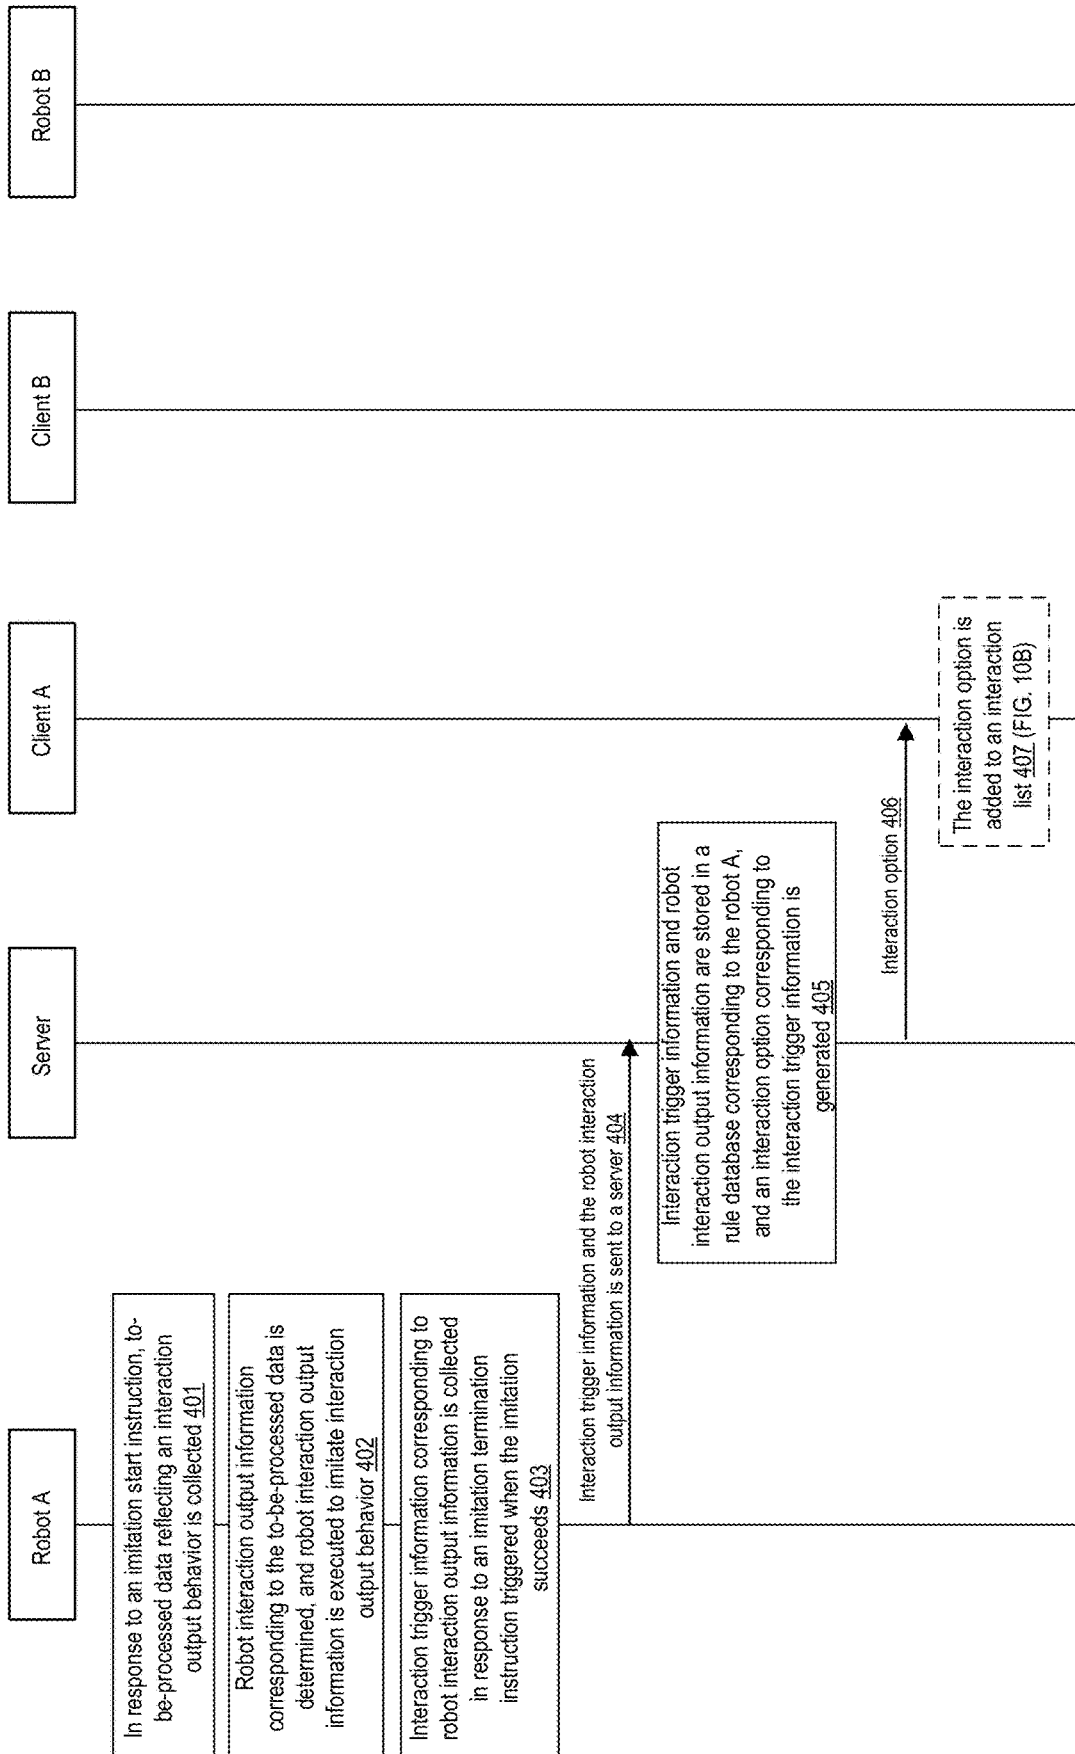 Robot A
Server
Client A
Client B
Robot B
In response to an imitation start instruction, to-
be-processed data reflecting an interaction
output behavior is collected 401
Robot interaction output information
corresponding to the to-be-processed data is
determined, and robot interaction output
information is executed to imitate interaction
output behavior 402
Interaction trigger information corresponding to
robot interaction output information is collected
in response to an imitation termination
instruction triggered when the imitation
succeeds 403
Interaction trigger information and the robot interaction
output information is sent to a server 404
Interaction trigger information and robot
interaction output information are stored in a
rule database corresponding to the robot A,
and an interaction option corresponding to
the interaction trigger information is
generated 405
Interaction option 406
The interaction option is
added to an interaction
list 407 (FIG. 10B)